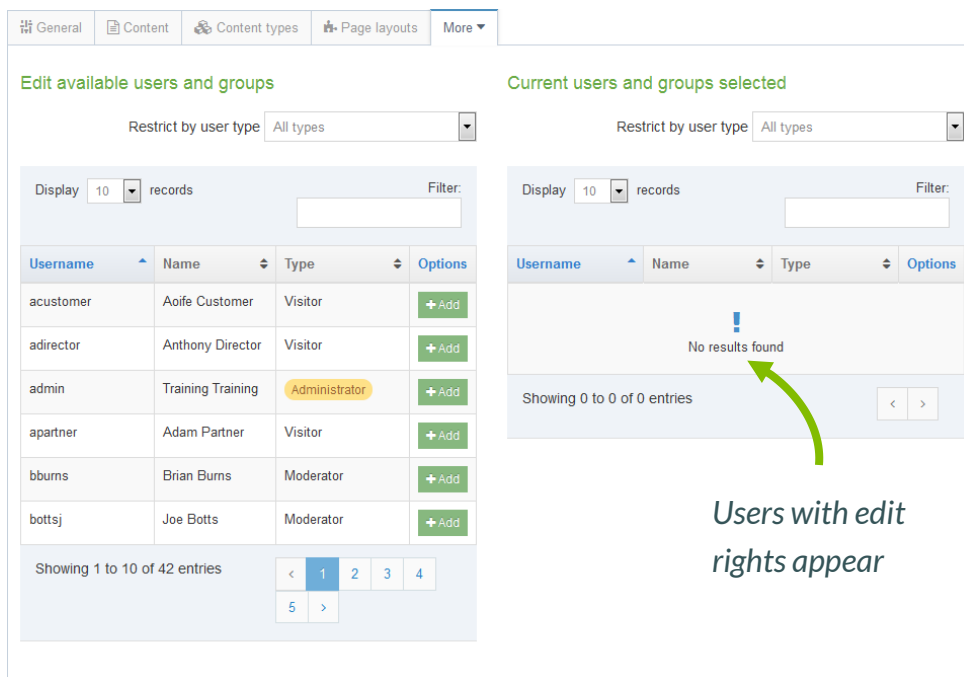 General Content Content types Page layouts More
Edit available users and groups
Restrict by user type All types
Display 10 records Filter:
Username Name Type Options
acustomer Aoife Customer Visitor Add
adirector Anthony Director Visitor Add
admin Training Training Administrator Add
apartner Adam Partner Visitor Add
bburns Brian Burns Moderator Add
bottsj Joe Botts Moderator Add
Showing 1 to 10 of 42 entries < 1 2 3 4
5 >
Current users and groups selected
Restrict by user type All types
Display 10 records Filter:
Username Name Type Options
No results found
Showing 0 to 0 of 0 entries < >
Users with edit
rights appear